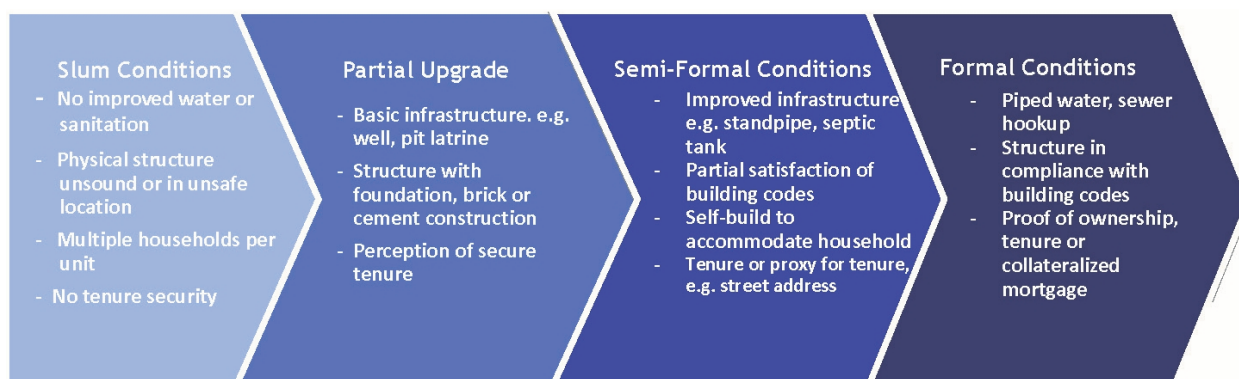 Slum Conditions
- No improved water or
sanitation
- Physical structure
unsound or in unsafe
location
- Multiple households per
unit
- No tenure security
Partial Upgrade
- Basic infrastructure. e.g.
well, pit latrine
- Structure with
foundation, brick or
cement construction
- Perception of secure
tenure
Semi-Formal Conditions
- Improved infrastructure
e.g. standpipe, septic
tank
- Partial satisfaction of
building codes
- Self-build to
accommodate household
- Tenure or proxy for tenure,
e.g. street address
Formal Conditions
- Piped water, sewer
hookup
- Structure in
compliance with
building codes
- Proof of ownership,
tenure or
collateralized
mortgage